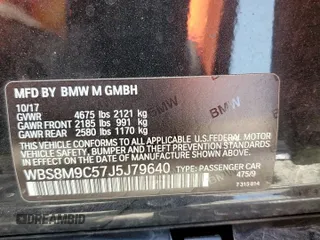 MFD BY BMW M GMBH
10/17
GVWR 4675 lbs 2121 kg
GAWR FRONT 2185 lbs 991 kg
GAWR REAR 2580 lbs 1170 kg
THIS VEHICLE CONFORMS TO ALL APPLICABLE U.S. FEDERAL MOTOR
VEHICLE SAFETY, BUMPER, AND THEFT PREVENTION STANDARDS
IN EFFECT ON THE DATE OF MANUFACTURE SHOWN ABOVE.
WBS8M9C57J5J79640 TYPE: PASSENGER CAR
475/9
BMW
DREAMBID